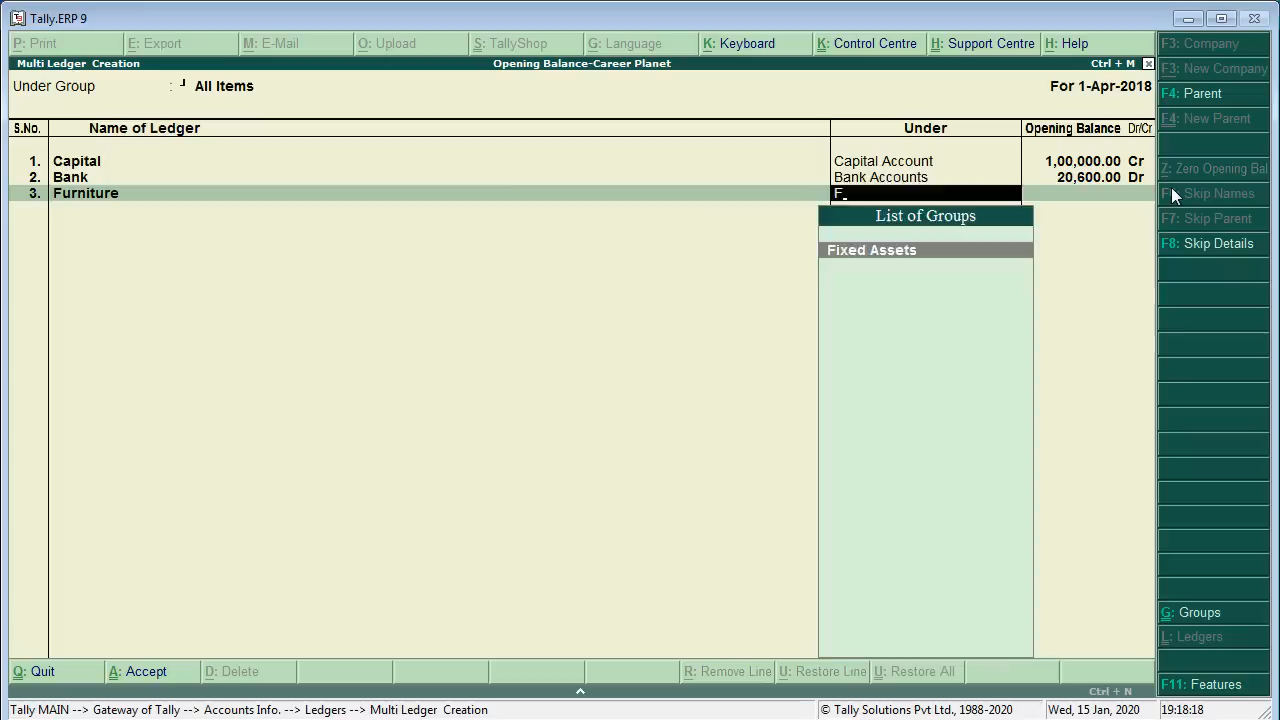 Tally.ERP 9
P: Print E: Export M: E-Mail O: Upload S: TallyShop G: Language K: Keyboard K: Control Centre H: Support Centre H: Help
F3: Company
Multi Ledger Creation Opening Balance-Career Planet Ctrl + M
F3: New Company
Under Group : ┘ All Items For 1-Apr-2018
F4: Parent
F4: New Parent
S.No. Name of Ledger Under Opening Balance Dr/Cr
1. Capital Capital Account 1,00,000.00 Cr
Z: Zero Opening Bal
2. Bank Bank Accounts 20,600.00 Dr
3. Furniture F
Skip Names
List of Groups
F7: Skip Parent
F8: Skip Details
Fixed Assets
G: Groups
L: Ledgers
Q: Quit A: Accept D: Delete R: Remove Line U: Restore Line U: Restore All
F11: Features
Ctrl + N
Tally MAIN --> Gateway of Tally --> Accounts Info. --> Ledgers --> Multi Ledger Creation © Tally Solutions Pvt Ltd., 1988-2020 Wed, 15 Jan, 2020 19:18:18